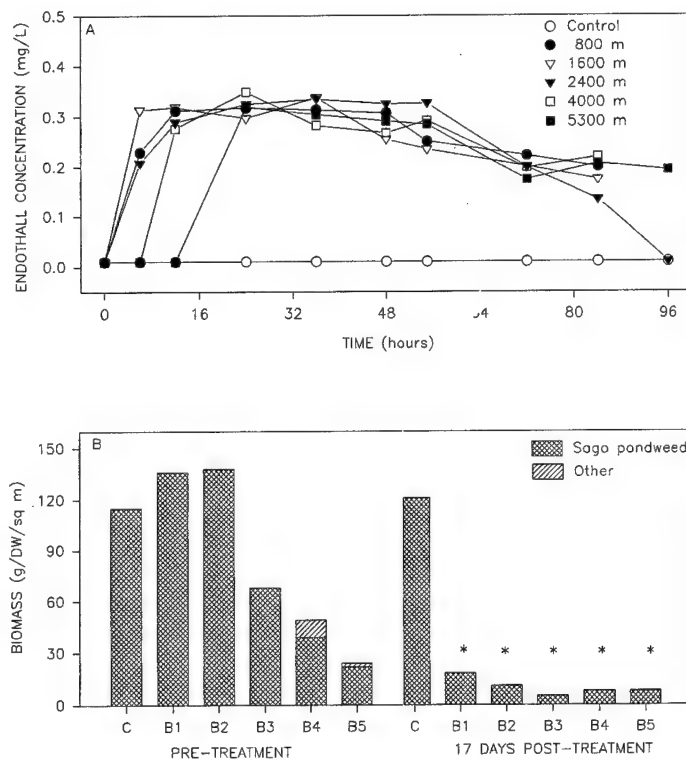 A
ENDOTHALL CONCENTRATION (mg/L)
0.5
0.4
0.3
0.2
0.1
0.0
Control
800 m
1600 m
2400 m
4000 m
5300 m
0 16 32 48 80 96
TIME (hours)
B
BIOMASS (g/DW/sq m)
150
120
90
60
30
0
Sago pondweed
Other
* * * * *
C B1 B2 B3 B4 B5 C B1 B2 B3 B4 B5
PRE-TREATMENT 17 DAYS POST-TREATMENT